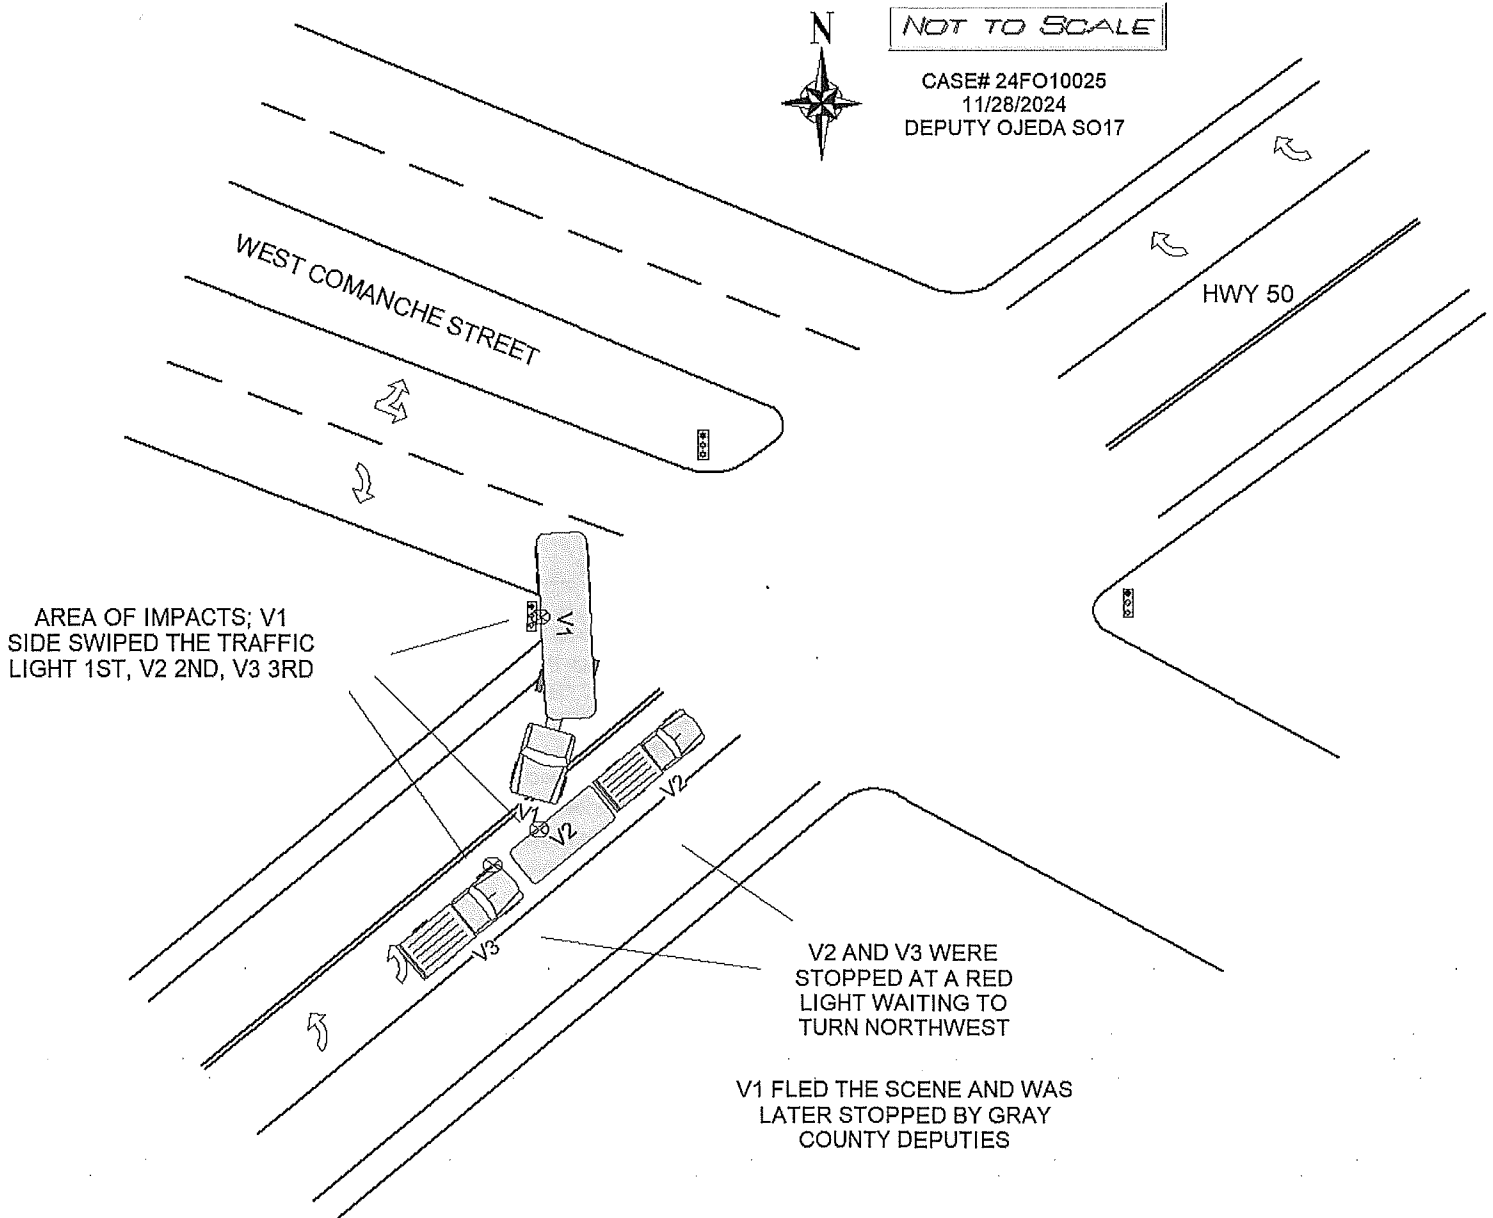 N
NOT TO SCALE
CASE# 24FO10025
11/28/2024
DEPUTY OJEDA SO17
WEST COMANCHE STREET
HWY 50
AREA OF IMPACTS; V1
SIDE SWIPED THE TRAFFIC
LIGHT 1ST, V2 2ND, V3 3RD
V1
V1
V2
V2
V3
V2 AND V3 WERE
STOPPED AT A RED
LIGHT WAITING TO
TURN NORTHWEST
V1 FLED THE SCENE AND WAS
LATER STOPPED BY GRAY
COUNTY DEPUTIES